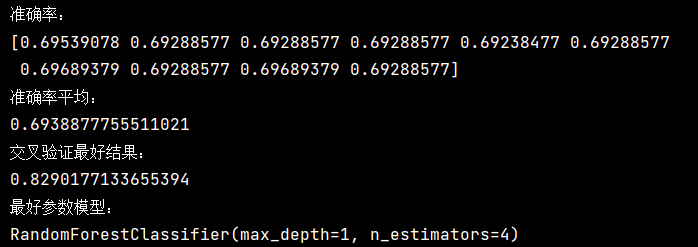 准确率：
[0.69539078 0.69288577 0.69288577 0.69288577 0.69238477 0.69288577
 0.69689379 0.69288577 0.69689379 0.69288577]
准确率平均：
0.6938877755511021
交叉验证最好结果：
0.8290177133655394
最好参数模型：
RandomForestClassifier(max_depth=1, n_estimators=4)